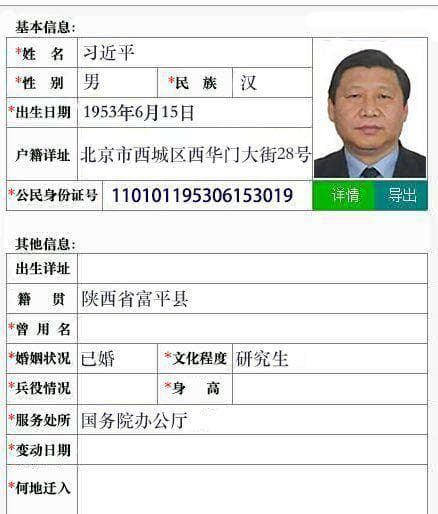 基本信息:
*姓 名 习近平
*性 别 男 *民 族 汉
*出生日期 1953年6月15日
户籍详址 北京市西城区西华门大街28号
*公民身份证号 110101195306153019 详情 导出
其他信息:
出生详址
籍 贯 陕西省富平县
*曾 用 名
*婚姻状况 已婚 *文化程度 研究生
*兵役情况 *身 高
*服务处所 国务院办公厅
*变动日期
*何地迁入